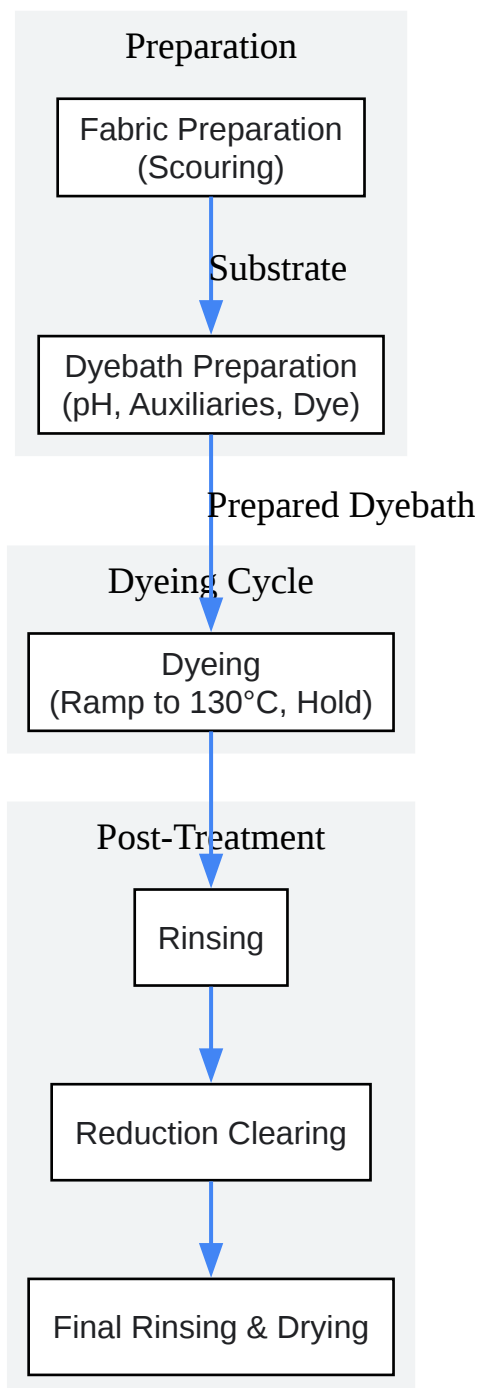 Preparation
Fabric Preparation
(Scouring)
Substrate
Dyebath Preparation
(pH, Auxiliaries, Dye)
Prepared Dyebath
Dyeing Cycle
Dyeing
(Ramp to 130°C, Hold)
Post-Treatment
Rinsing
Reduction Clearing
Final Rinsing & Drying